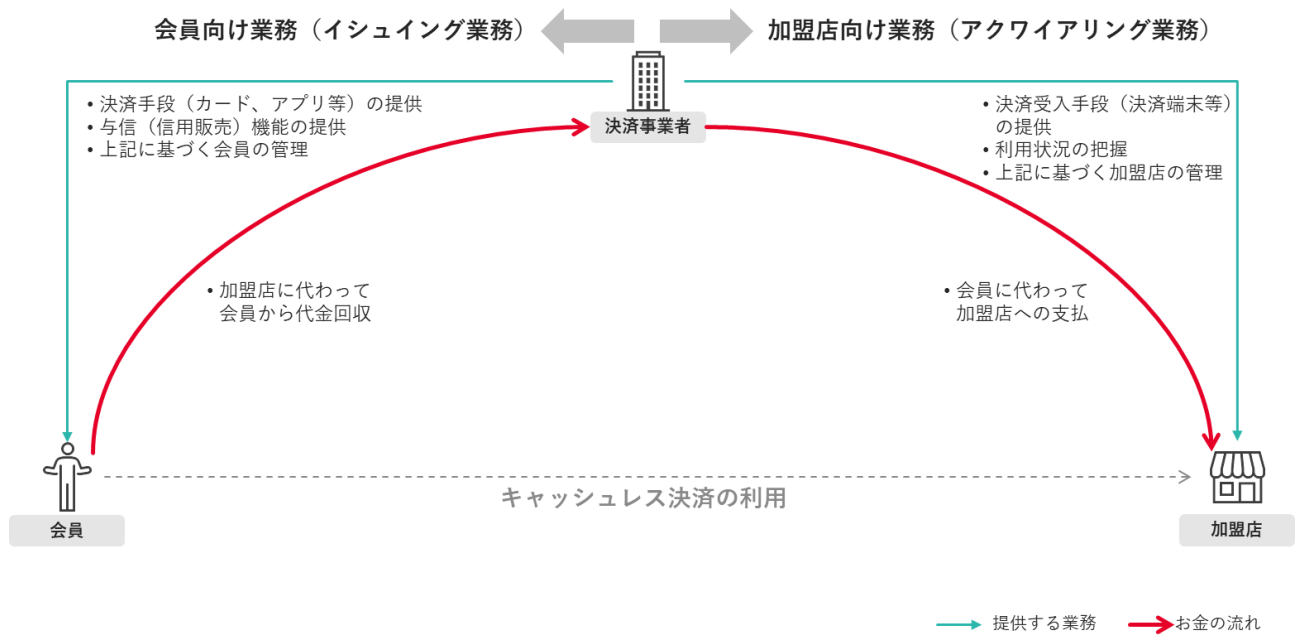 会員向け業務（イシュイング業務）
加盟店向け業務（アクワイアリング業務）
• 決済手段（カード、アプリ等）の提供
• 与信（信用販売）機能の提供
• 上記に基づく会員の管理
決済事業者
• 決済受入手段（決済端末等）
の提供
• 利用状況の把握
• 上記に基づく加盟店の管理
• 加盟店に代わって
会員から代金回収
• 会員に代わって
加盟店への支払
キャッシュレス決済の利用
会員
加盟店
提供する業務
お金の流れ